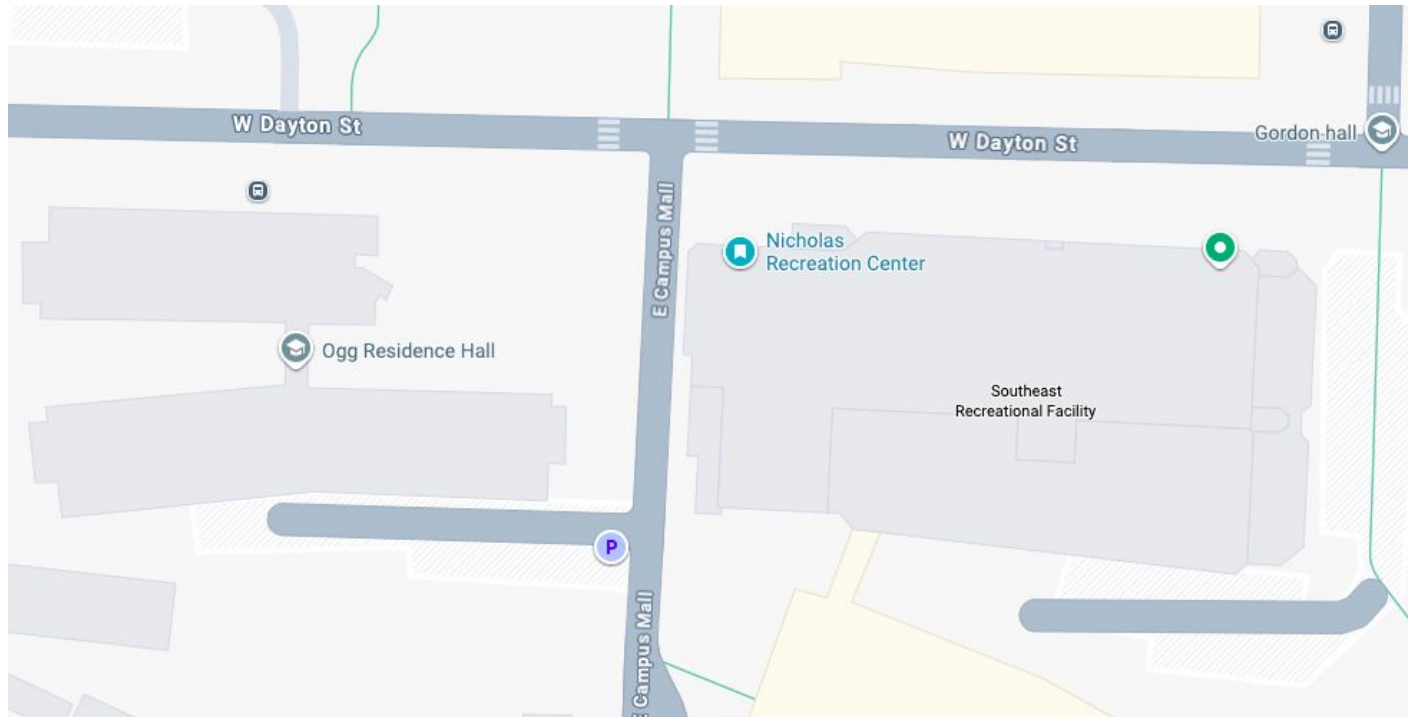 W Dayton St
W Dayton St
Gordon hall
E Campus Mall
Nicholas
Recreation Center
Ogg Residence Hall
Southeast
Recreational Facility
P
E Campus Mall